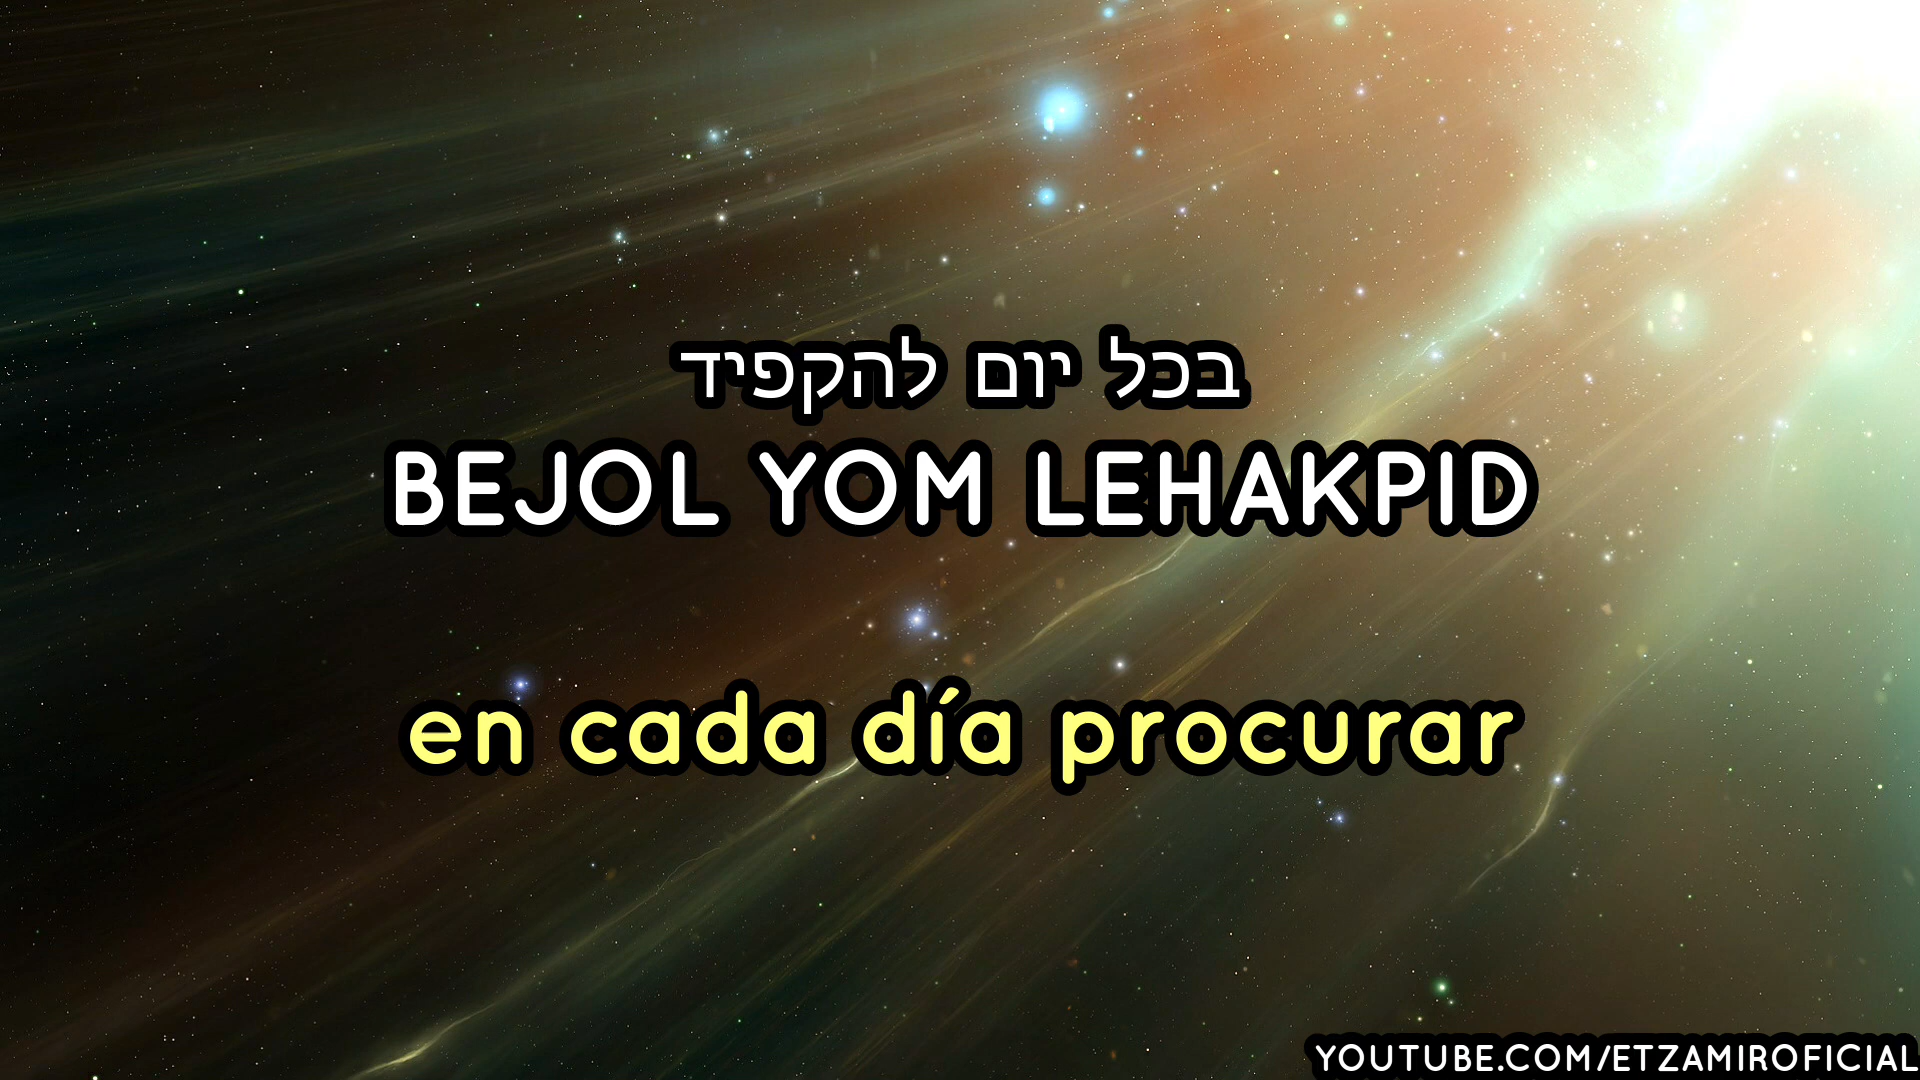 בכל יום להקפיד
BEJOL YOM LEHAKPID
en cada día procurar
YOUTUBE.COM/ETZAMIROFICIAL